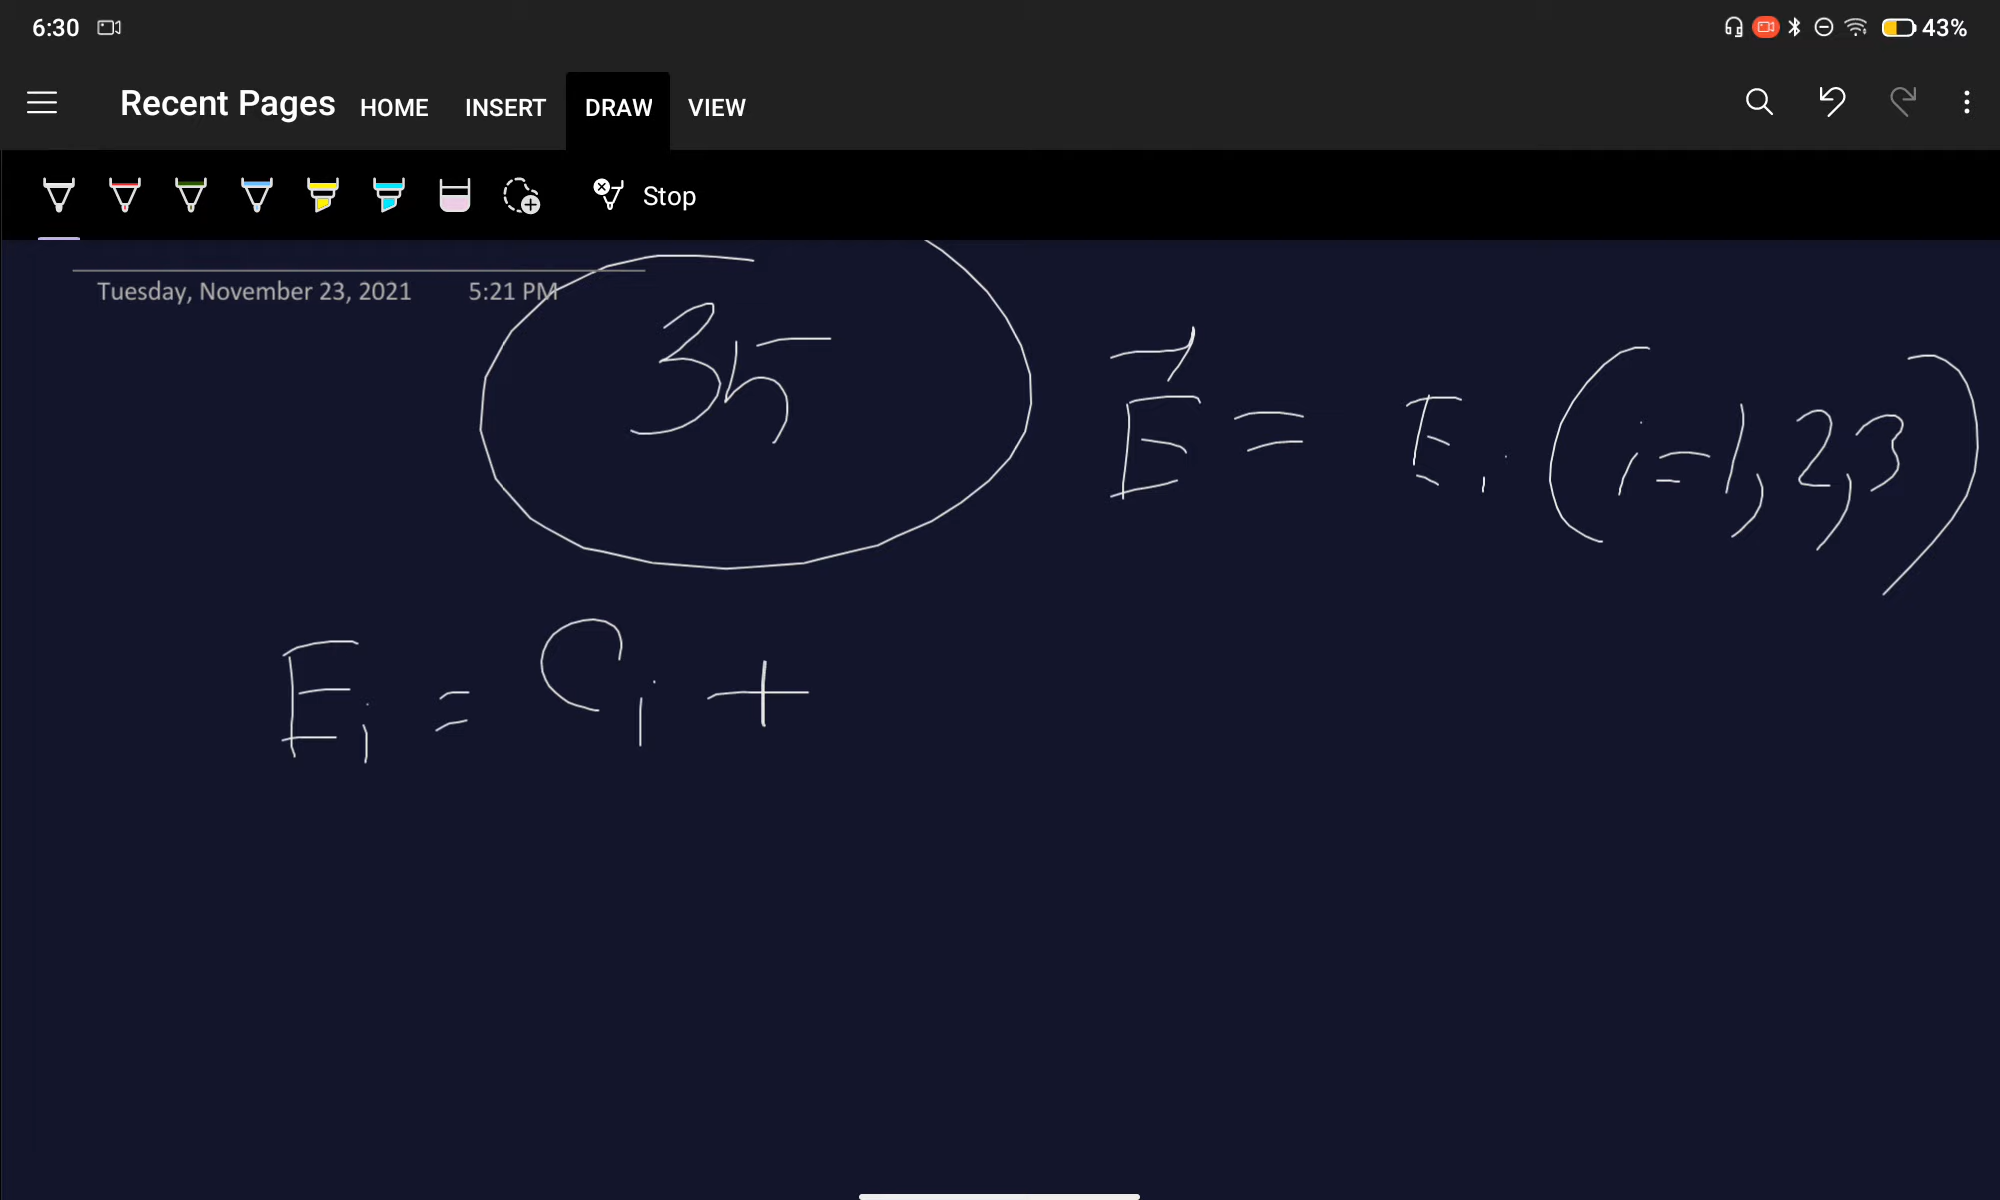 6:30 43%
Recent Pages HOME INSERT DRAW VIEW
Stop
Tuesday, November 23, 2021 5:21 PM
35
E⃗ = Eᵢ (i=1,2,3)
Eᵢ = Cᵢ +